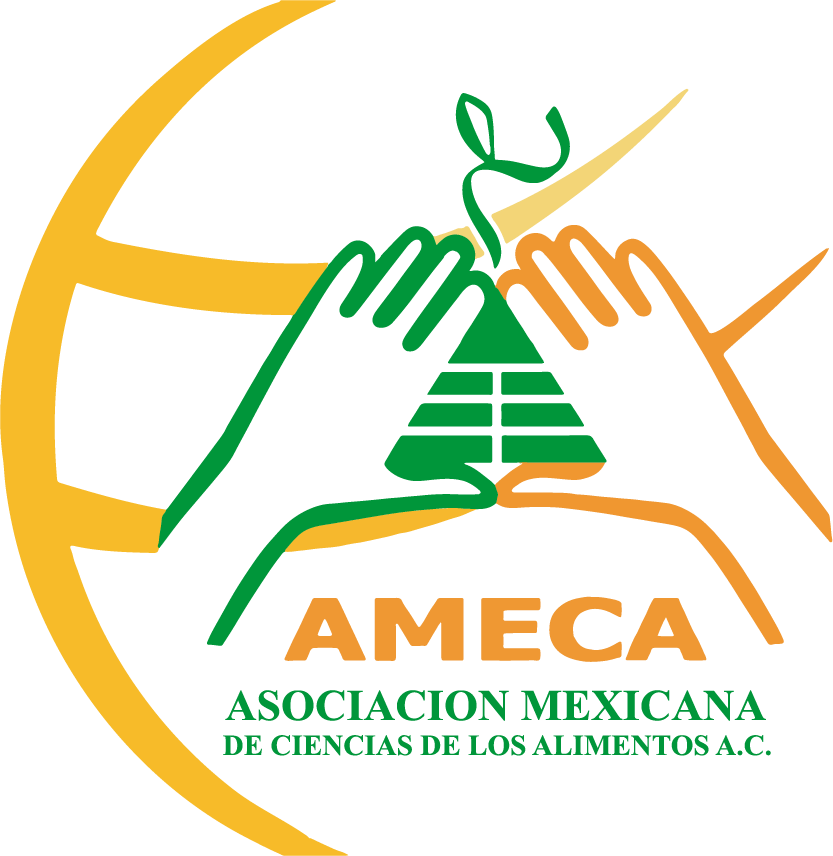 AMECA
ASOCIACION MEXICANA
DE CIENCIAS DE LOS ALIMENTOS A.C.